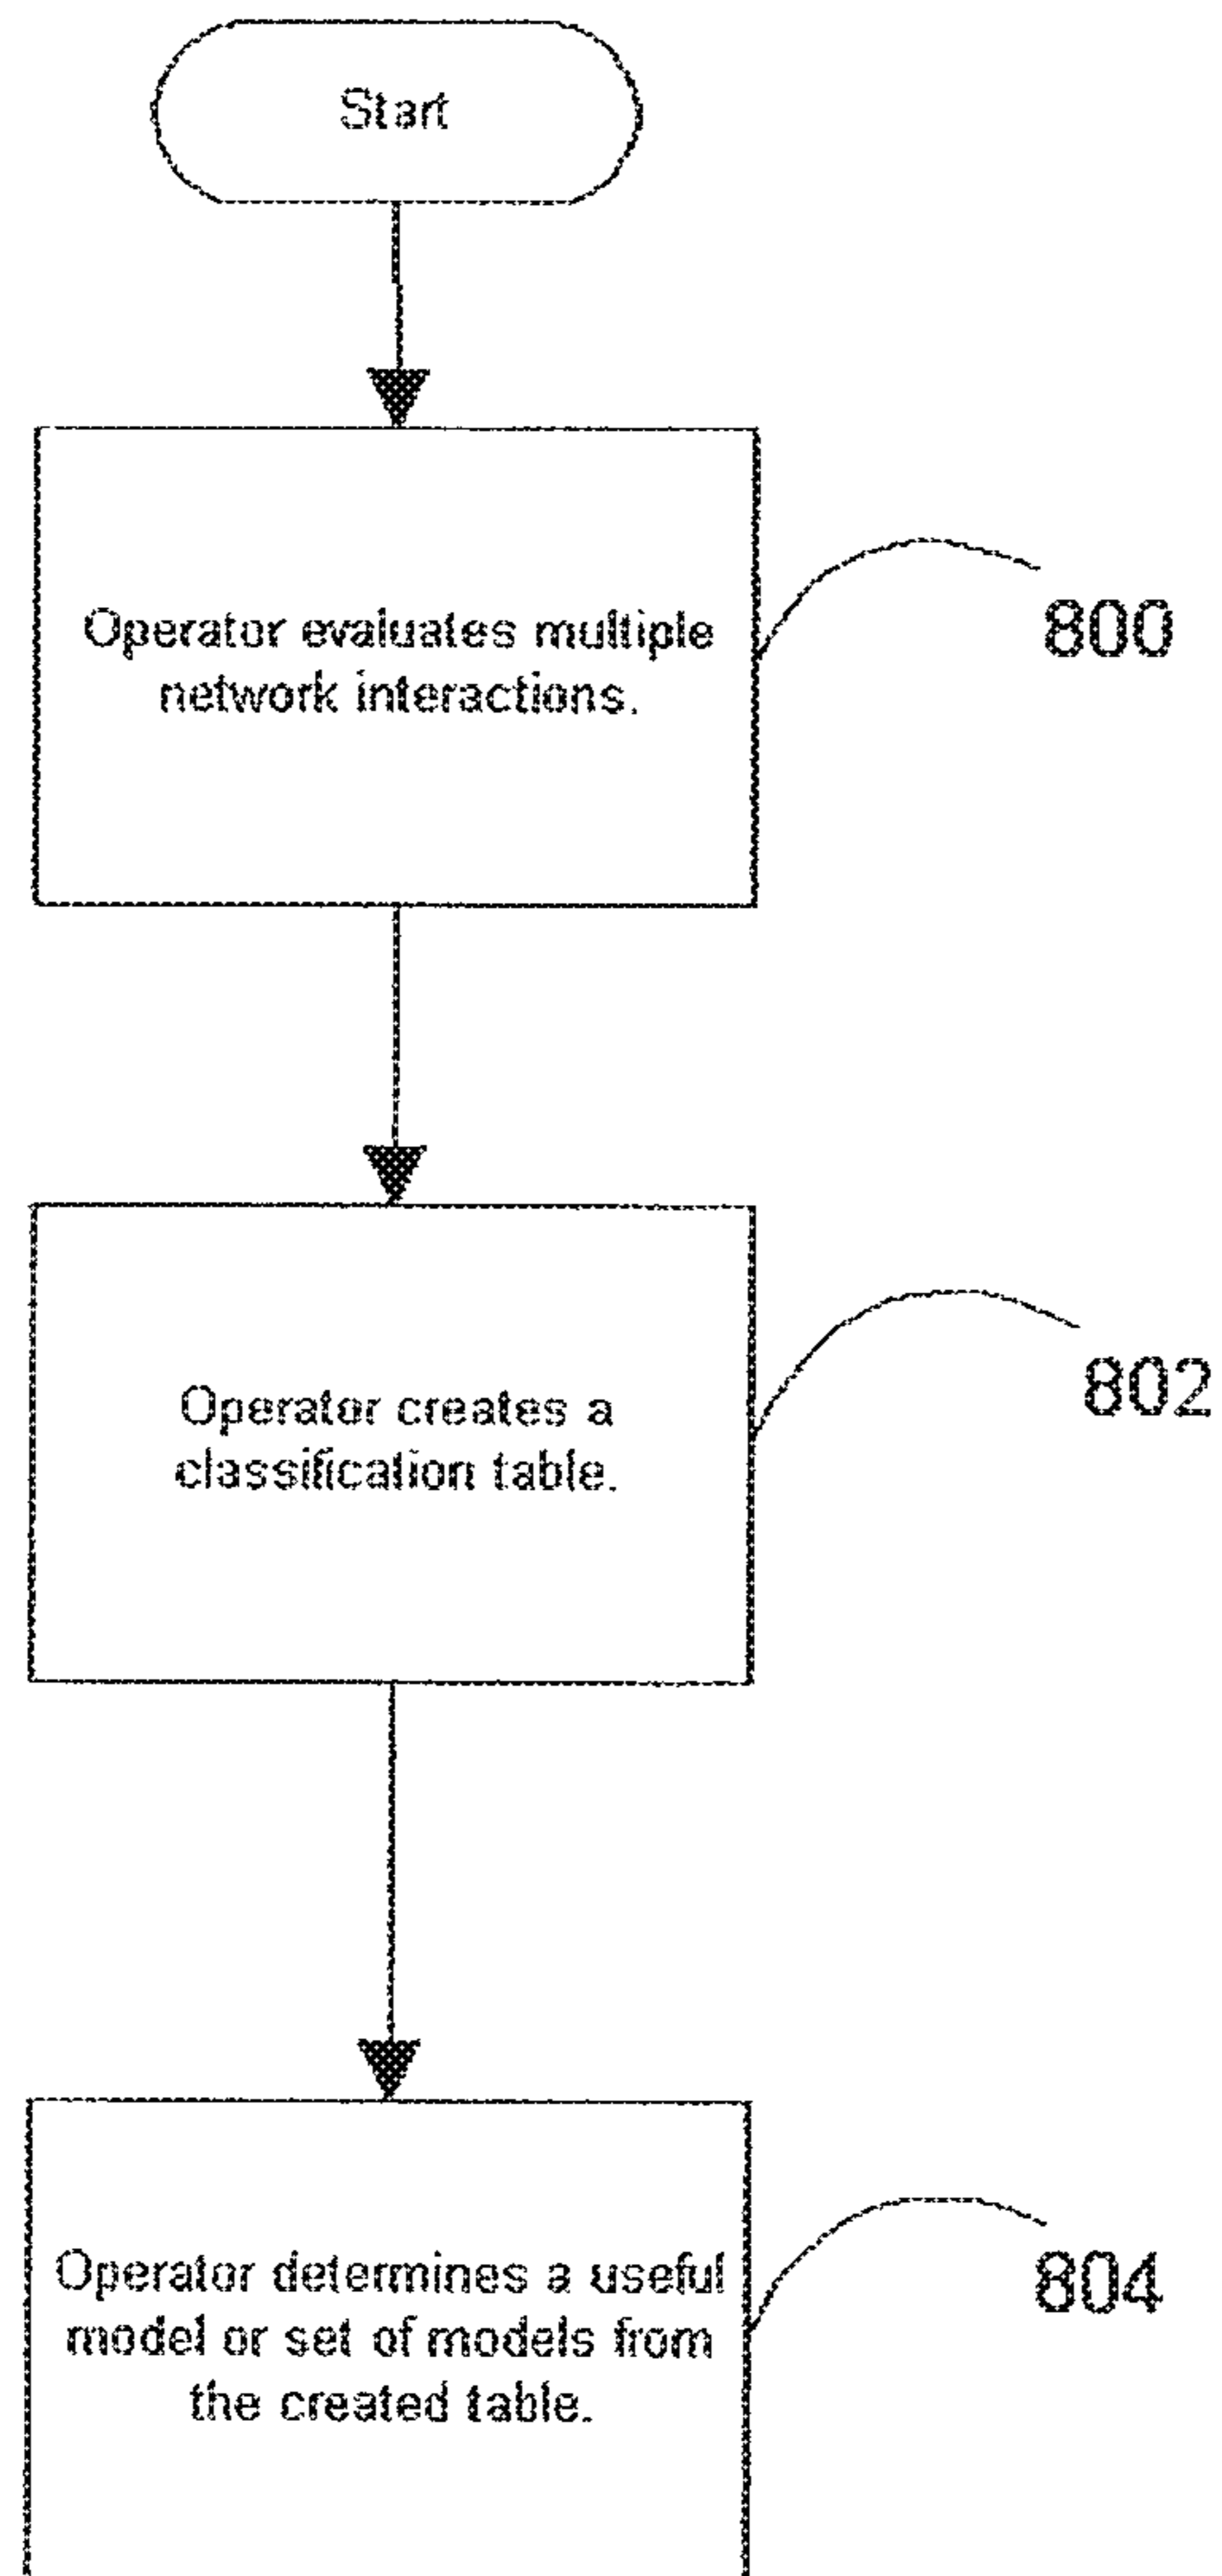 Start
Operator evaluates multiple
network interactions.
800
Operator creates a
classification table.
802
Operator determines a useful
model or set of models from
the created table.
804